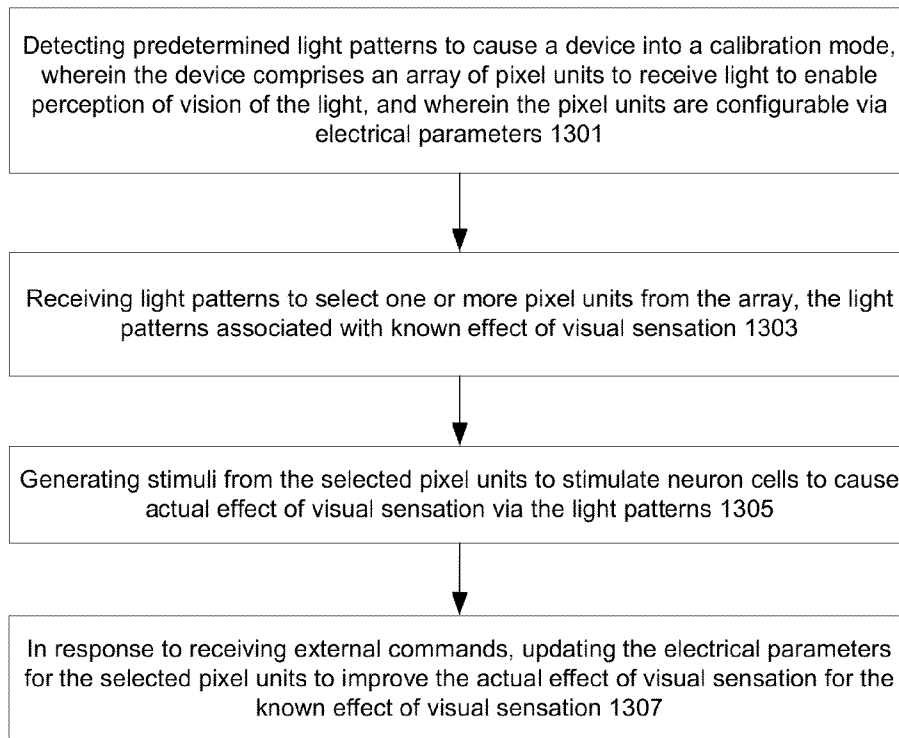 Detecting predetermined light patterns to cause a device into a calibration mode,
wherein the device comprises an array of pixel units to receive light to enable
perception of vision of the light, and wherein the pixel units are configurable via
electrical parameters 1301
Receiving light patterns to select one or more pixel units from the array, the light
patterns associated with known effect of visual sensation 1303
Generating stimuli from the selected pixel units to stimulate neuron cells to cause
actual effect of visual sensation via the light patterns 1305
In response to receiving external commands, updating the electrical parameters
for the selected pixel units to improve the actual effect of visual sensation for the
known effect of visual sensation 1307